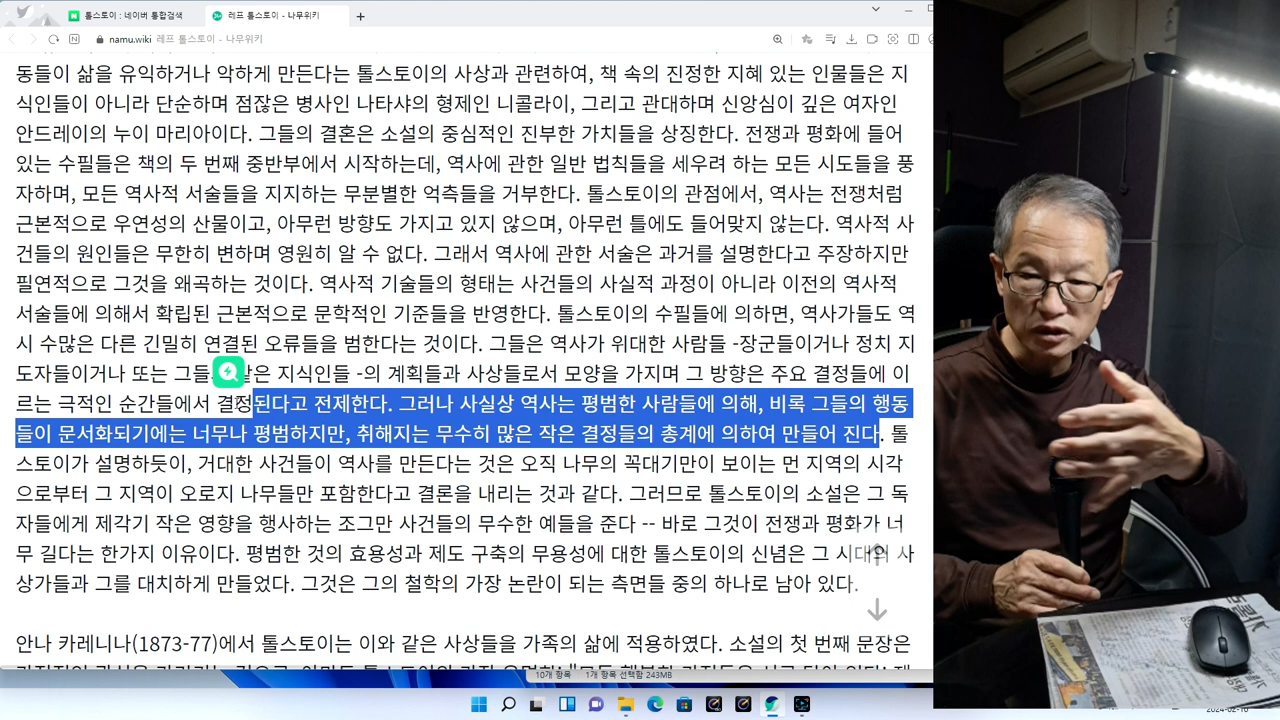 톨스토이 : 네이버 통합검색
레프 톨스토이 - 나무위키
namu.wiki 레프 톨스토이 - 나무위키
동들이 삶을 유익하거나 악하게 만든다는 톨스토이의 사상과 관련하여, 책 속의 진정한 지혜 있는 인물들은 지
식인들이 아니라 단순하며 점잖은 병사인 나타샤의 형제인 니콜라이, 그리고 관대하며 신앙심이 깊은 여자인
안드레이의 누이 마리아이다. 그들의 결혼은 소설의 중심적인 진부한 가치들을 상징한다. 전쟁과 평화에 들어
있는 수필들은 책의 두 번째 중반부에서 시작하는데, 역사에 관한 일반 법칙들을 세우려 하는 모든 시도들을 풍
자하며, 모든 역사적 서술들을 지지하는 무분별한 억측들을 거부한다. 톨스토이의 관점에서, 역사는 전쟁처럼
근본적으로 우연성의 산물이고, 아무런 방향도 가지고 있지 않으며, 아무런 틀에도 들어맞지 않는다. 역사적 사
건들의 원인들은 무한히 변하며 영원히 알 수 없다. 그래서 역사에 관한 서술은 과거를 설명한다고 주장하지만
필연적으로 그것을 왜곡하는 것이다. 역사적 기술들의 형태는 사건들의 사실적 과정이 아니라 이전의 역사적
서술들에 의해서 확립된 근본적으로 문학적인 기준들을 반영한다. 톨스토이의 수필들에 의하면, 역사가들도 역
시 수많은 다른 긴밀히 연결된 오류들을 범한다는 것이다. 그들은 역사가 위대한 사람들 -장군들이거나 정치 지
도자들이거나 또는 지식인들 -의 계획들과 사상들로서 모양을 가지며 그 방향은 주요 결정들에 이
르는 극적인 순간들에서 결정된다고 전제한다. 그러나 사실상 역사는 평범한 사람들에 의해, 비록 그들의 행동
들이 문서화되기에는 너무나 평범하지만, 취해지는 무수히 많은 작은 결정들의 총계에 의하여 만들어 진다. 톨
스토이가 설명하듯이, 거대한 사건들이 역사를 만든다는 것은 오직 나무의 꼭대기만이 보이는 먼 지역의 시각
으로부터 그 지역이 오로지 나무들만 포함한다고 결론을 내리는 것과 같다. 그러므로 톨스토이의 소설은 그 독
자들에게 제각기 작은 영향을 행사하는 조그만 사건들의 무수한 예들을 준다 -- 바로 그것이 전쟁과 평화가 너
무 길다는 한가지 이유이다. 평범한 것의 효용성과 제도 구축의 무용성에 대한 톨스토이의 신념은 그 시대의 사
상가들과 그를 대치하게 만들었다. 그것은 그의 철학의 가장 논란이 되는 측면들 중의 하나로 남아 있다.
안나 카레니나(1873-77)에서 톨스토이는 이와 같은 사상들을 가족의 삶에 적용하였다. 소설의 첫 번째 문장은
10개 항목 1개 항목 선택함 243MB